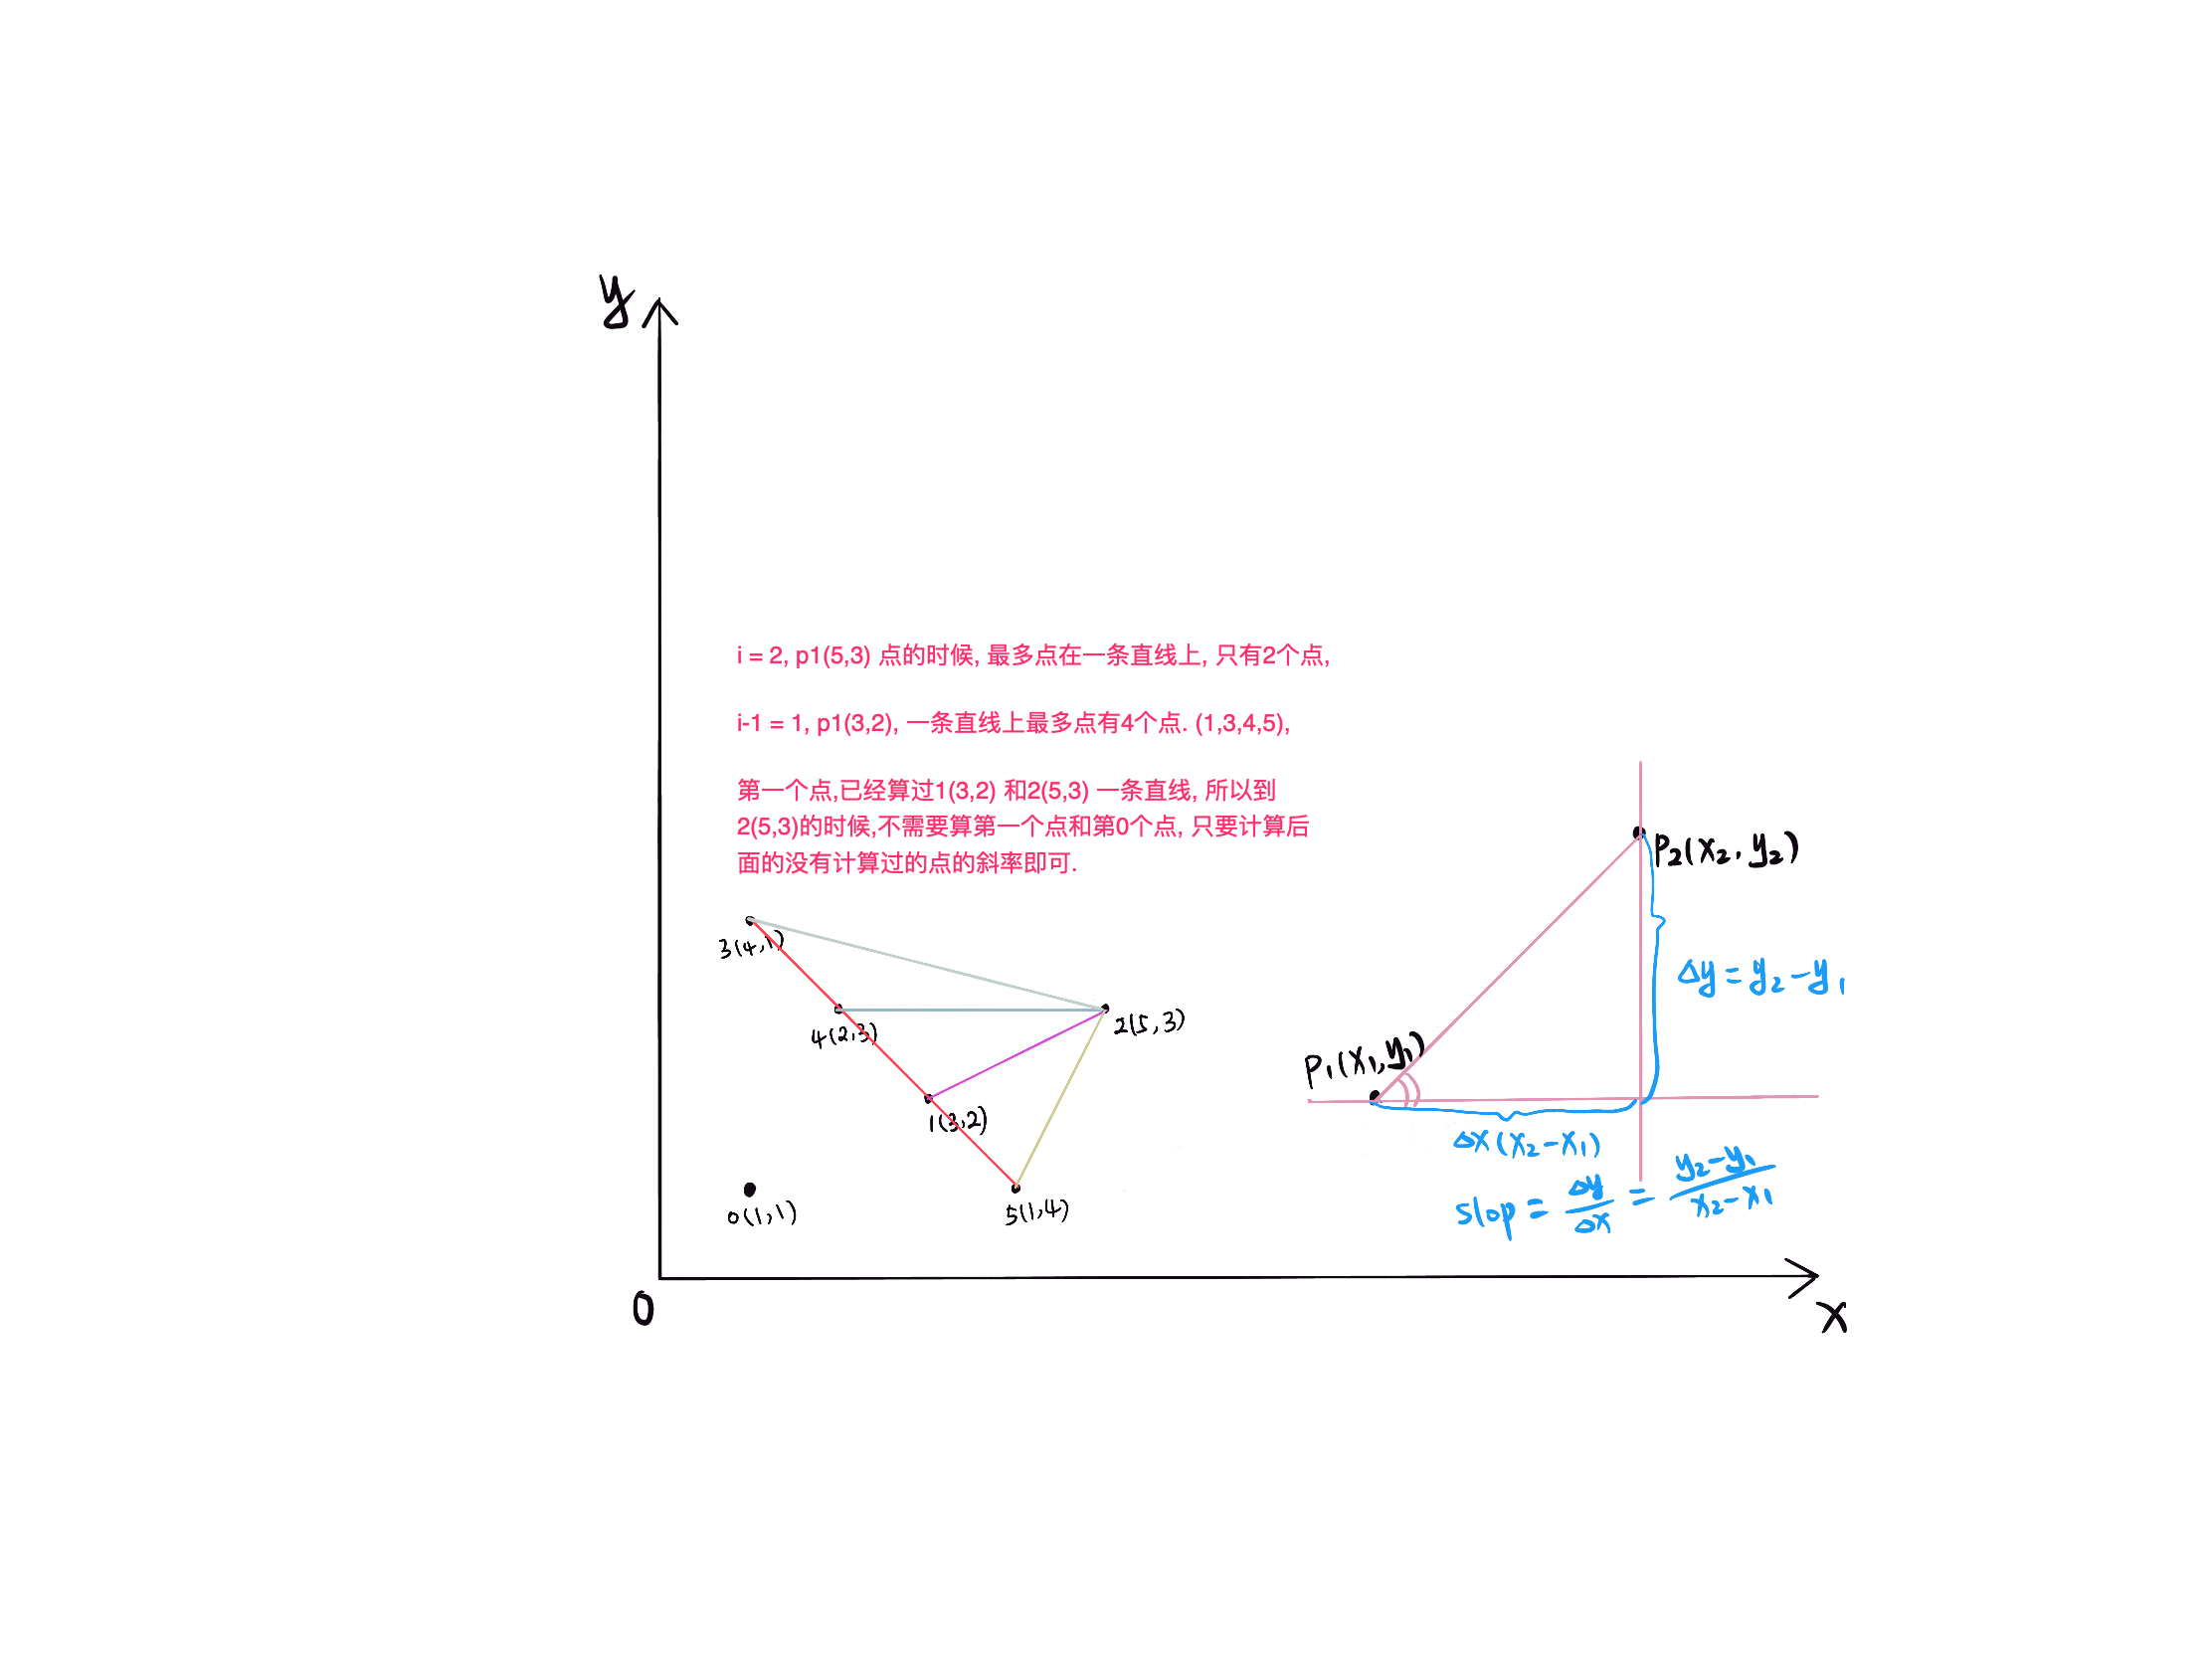 y
i = 2, p1(5,3) 点的时候, 最多点在一条直线上, 只有2个点,
i-1 = 1, p1(3,2), 一条直线上最多点有4个点. (1,3,4,5),
第一个点,已经算过1(3,2) 和2(5,3) 一条直线, 所以到
2(5,3)的时候,不需要算第一个点和第0个点, 只要计算后
面的没有计算过的点的斜率即可.
3(4,1)
4(2,3)
2(5,3)
1(3,2)
0(1,1)
5(1,4)
P2(x2, y2)
Δy = y2 - y1
P1(x1, y1)
Δx (x2 - x1)
slop = Δy/Δx = y2-y1/x2-x1
0
x